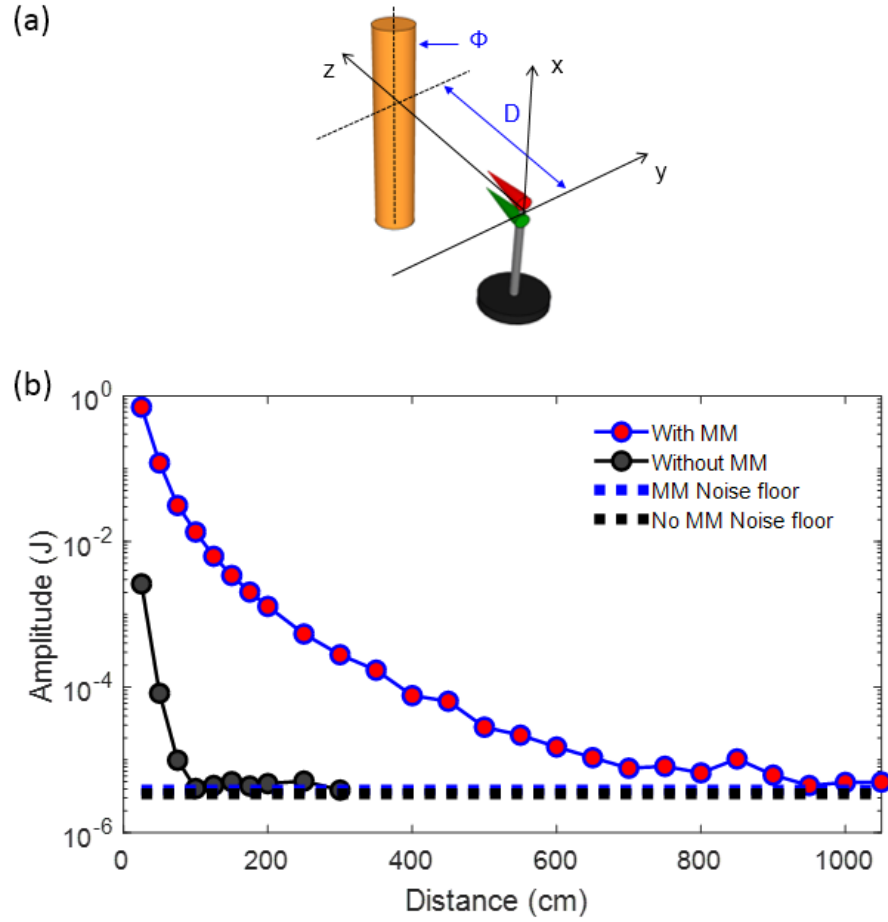 (a)
Φ
z
x
D
y
(b)
10^0
10^-2
10^-4
10^-6
Amplitude (J)
With MM
Without MM
MM Noise floor
No MM Noise floor
0 200 400 600 800 1000
Distance (cm)